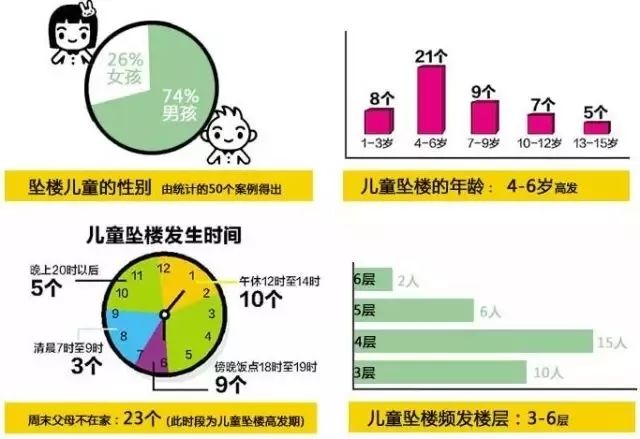 26%
女孩
74%
男孩
坠楼儿童的性别 由统计的50个案例得出
8个
21个
9个
7个
5个
1-3岁 4-6岁 7-9岁 10-12岁 13-15岁
儿童坠楼的年龄： 4-6岁高发
儿童坠楼发生时间
晚上20时以后
5个
清晨7时至9时
3个
12
1
2
3
4
5
6
7
8
9
10
11
午休12时至14时
10个
傍晚饭点18时至19时
9个
周末父母不在家：23个 (此时段为儿童坠楼高发期)
6层 2人
5层 6人
4层 15人
3层 10人
儿童坠楼频发楼层：3-6层